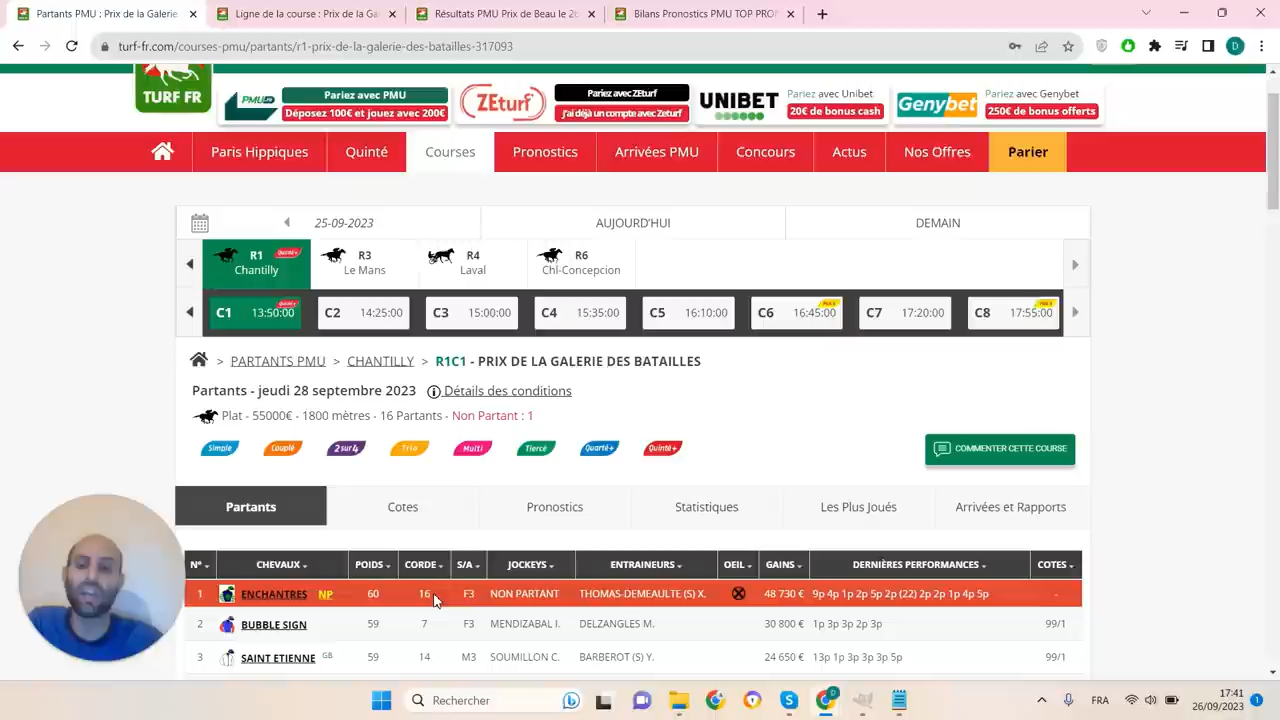 Partants PMU : Prix de la Galerie
Ligne de la course : Prix de la Ga
Résultats PMU Prix de Beau le 2
Bilans Pronostics PMU TOP PRO
turf-fr.com/courses-pmu/partants/r1-prix-de-la-galerie-des-batailles-317093
D
TURF FR
PMU
Pariez avec PMU
Déposez 100€ et jouez avec 200€
ZEturf
Pariez avec ZEturf
J'ai déjà un compte avec Zeturf
UNIBET
Pariez avec Unibet
20€ de bonus cash
Genybet
Pariez avec Genybet
250€ de bonus offerts
Paris Hippiques Quinté Courses Pronostics Arrivées PMU Concours Actus Nos Offres Parier
25-09-2023 AUJOURD'HUI DEMAIN
R1 Quinté+ R3 R4 R6
Chantilly Le Mans Laval Chl-Concepcion
C1 13:50:00 C2 14:25:00 C3 15:00:00 C4 15:35:00 C5 16:10:00 C6 16:45:00 C7 17:20:00 C8 17:55:00
> PARTANTS PMU > CHANTILLY > R1C1 - PRIX DE LA GALERIE DES BATAILLES
Partants - jeudi 28 septembre 2023 Détails des conditions
Plat - 55000€ - 1800 mètres - 16 Partants - Non Partant : 1
Simple Couplé 2sur4 Trio Multi Tiercé Quarté+ Quinté+
COMMENTER CETTE COURSE
Partants Cotes Pronostics Statistiques Les Plus Joués Arrivées et Rapports
N° CHEVAUX POIDS CORDE S/A JOCKEYS ENTRAINEURS OEIL GAINS DERNIÈRES PERFORMANCES COTES
1 ENCHANTRES NP 60 16 F3 NON PARTANT THOMAS-DEMEAULTE (S) X. 48 730 € 9p 4p 1p 2p 5p 2p (22) 2p 2p 1p 4p 5p -
2 BUBBLE SIGN 59 7 F3 MENDIZABAL I. DELZANGLES M. 30 800 € 1p 3p 3p 2p 3p 99/1
3 SAINT ETIENNE GB 59 14 M3 SOUMILLON C. BARBEROT (S) Y. 24 650 € 13p 1p 3p 3p 3p 5p 99/1
Rechercher
FRA
17:41
26/09/2023
1